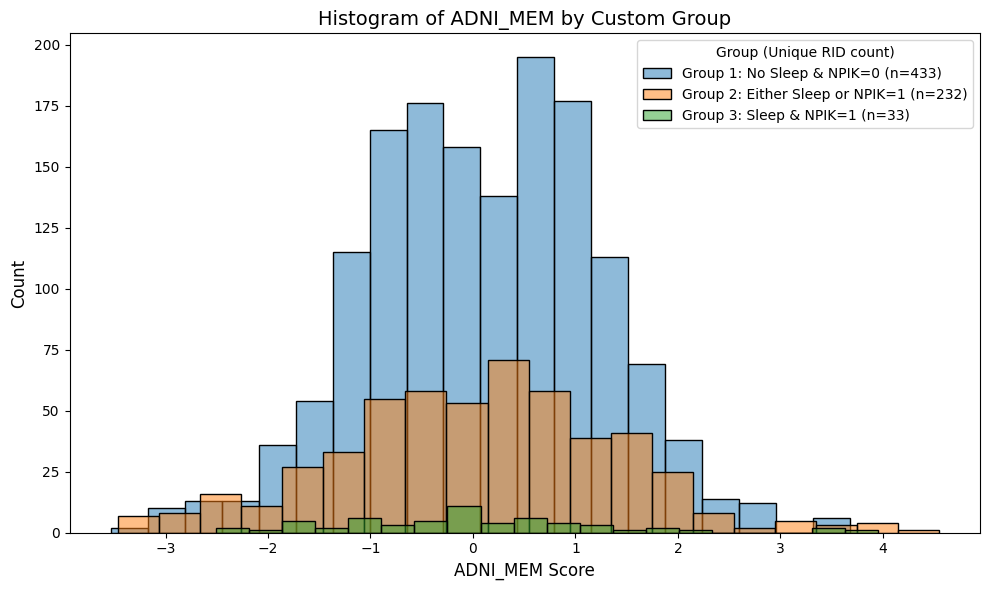 Histogram of ADNI_MEM by Custom Group
Group (Unique RID count)
Group 1: No Sleep & NPIK=0 (n=433)
Group 2: Either Sleep or NPIK=1 (n=232)
Group 3: Sleep & NPIK=1 (n=33)
Count
200
175
150
125
100
75
50
25
0
−3 −2 −1 0 1 2 3 4
ADNI_MEM Score